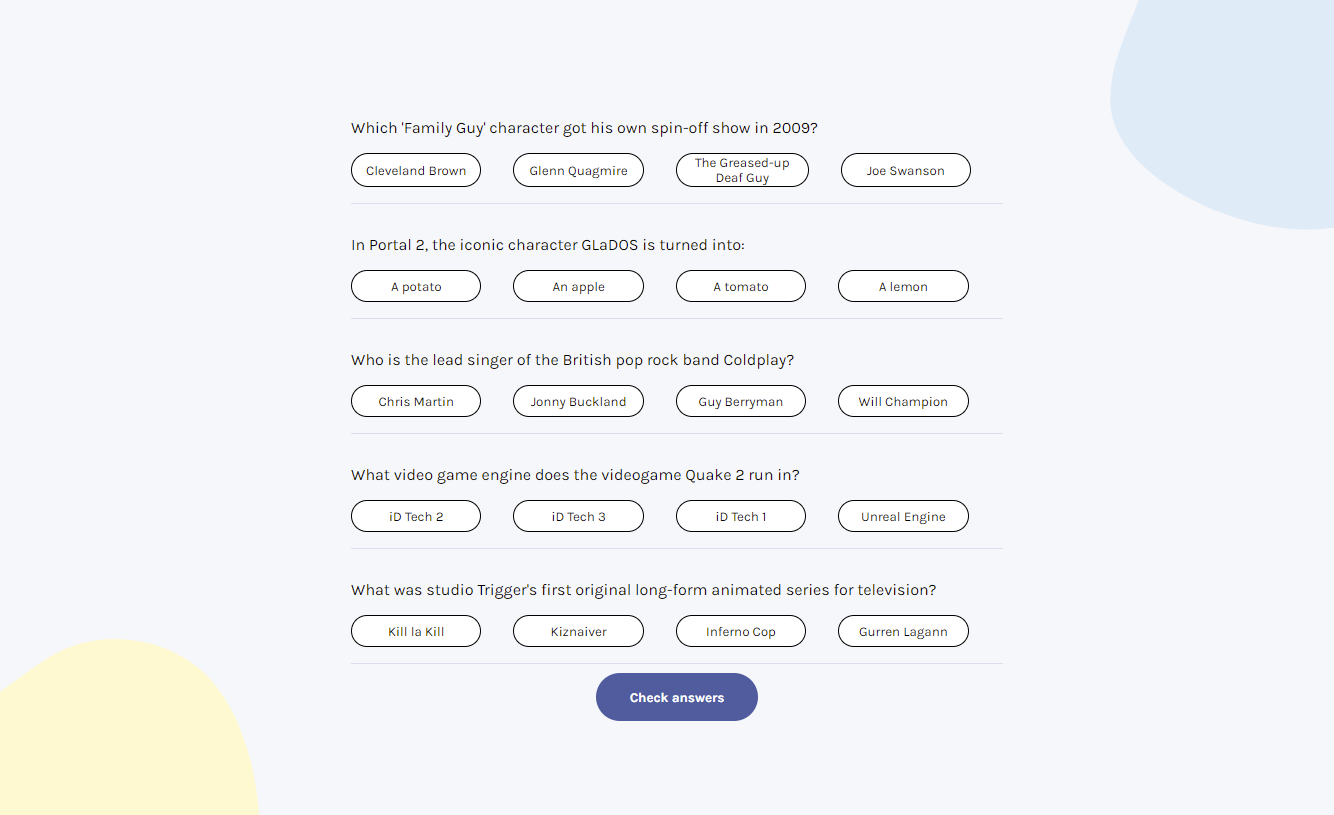 Which 'Family Guy' character got his own spin-off show in 2009?
Cleveland Brown
Glenn Quagmire
The Greased-up
Deaf Guy
Joe Swanson
In Portal 2, the iconic character GLaDOS is turned into:
A potato
An apple
A tomato
A lemon
Who is the lead singer of the British pop rock band Coldplay?
Chris Martin
Jonny Buckland
Guy Berryman
Will Champion
What video game engine does the videogame Quake 2 run in?
iD Tech 2
iD Tech 3
iD Tech 1
Unreal Engine
What was studio Trigger's first original long-form animated series for television?
Kill la Kill
Kiznaiver
Inferno Cop
Gurren Lagann
Check answers